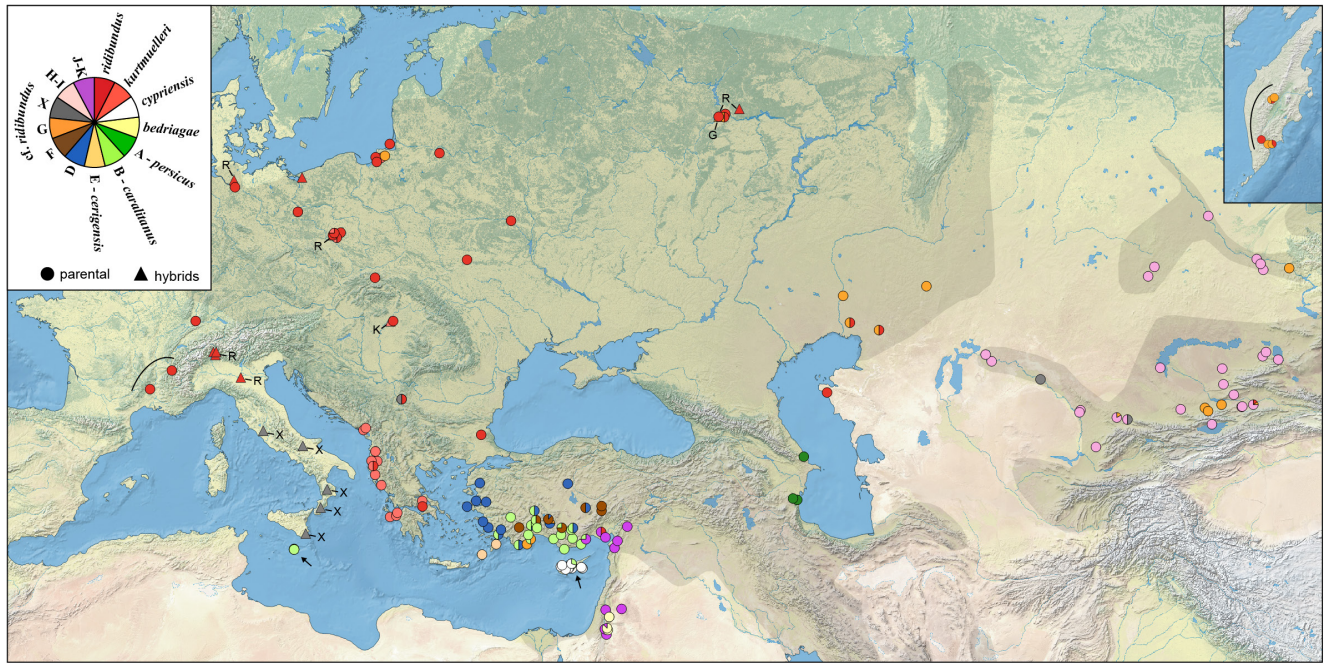 ridibundus
kurtmuelleri
cypriensis
bedriagae
A - persicus
B - caralitanus
E - cerigensis
D
F
G
cf. ridibundus
X
H-I
J-K
parental
hybrids
R
R
G
R
R
K
R
R
X
X
X
X
X